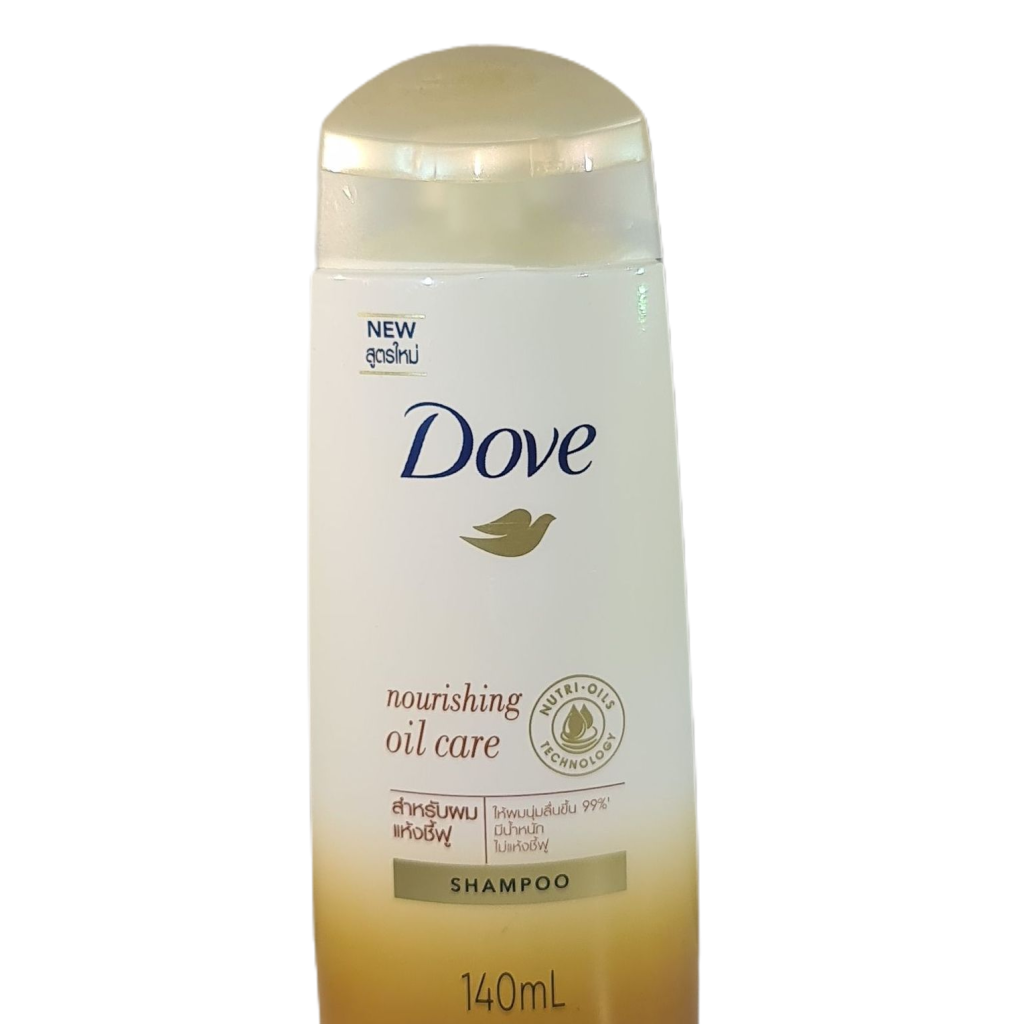 NEW
สูตรใหม่
Dove
nourishing
oil care
NUTRI-OILS
TECHNOLOGY
สำหรับผม
แห้งชี้ฟู
ให้ผมนุ่มลื่นขึ้น 99%¹
มีน้ำหนัก
ไม่แห้งชี้ฟู
SHAMPOO
140mL